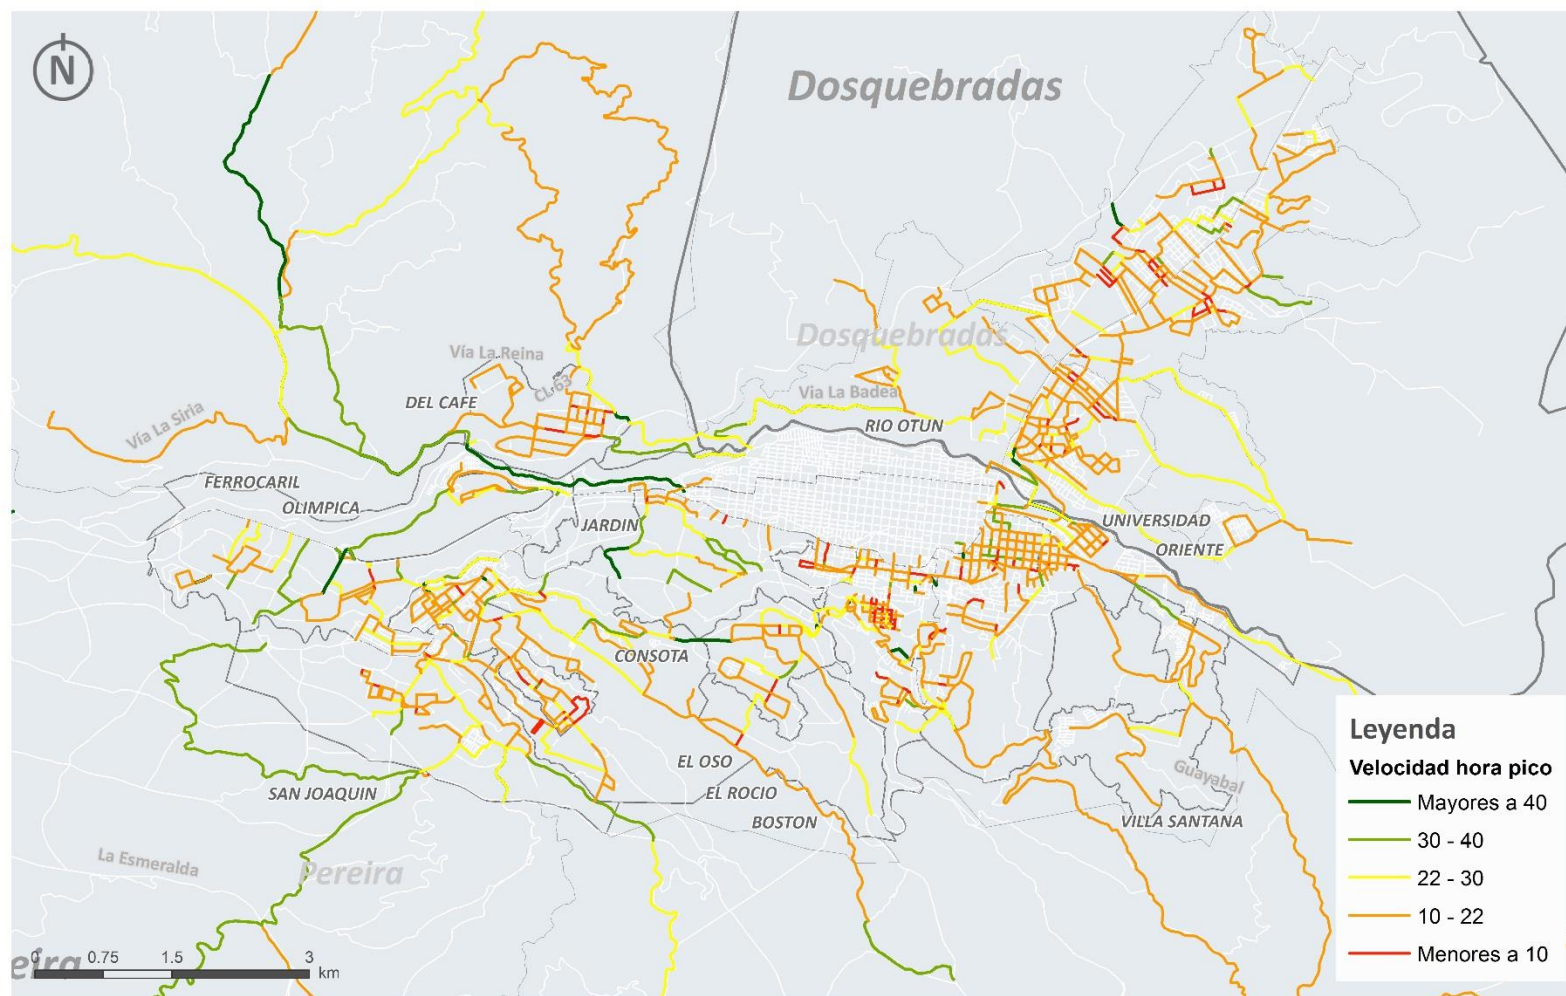 N
Dosquebradas
Dosquebradas
Vía La Reina
CL 63
DEL CAFE
Via La Badea
RIO OTUN
Vía La Siria
FERROCARIL
OLIMPICA
JARDIN
UNIVERSIDAD
ORIENTE
CONSOTA
EL OSO
SAN JOAQUIN
EL ROCIO
BOSTON
Guayabal
VILLA SANTANA
La Esmeralda
Pereira
eira
0 0.75 1.5 3
km
Leyenda
Velocidad hora pico
Mayores a 40
30 - 40
22 - 30
10 - 22
Menores a 10